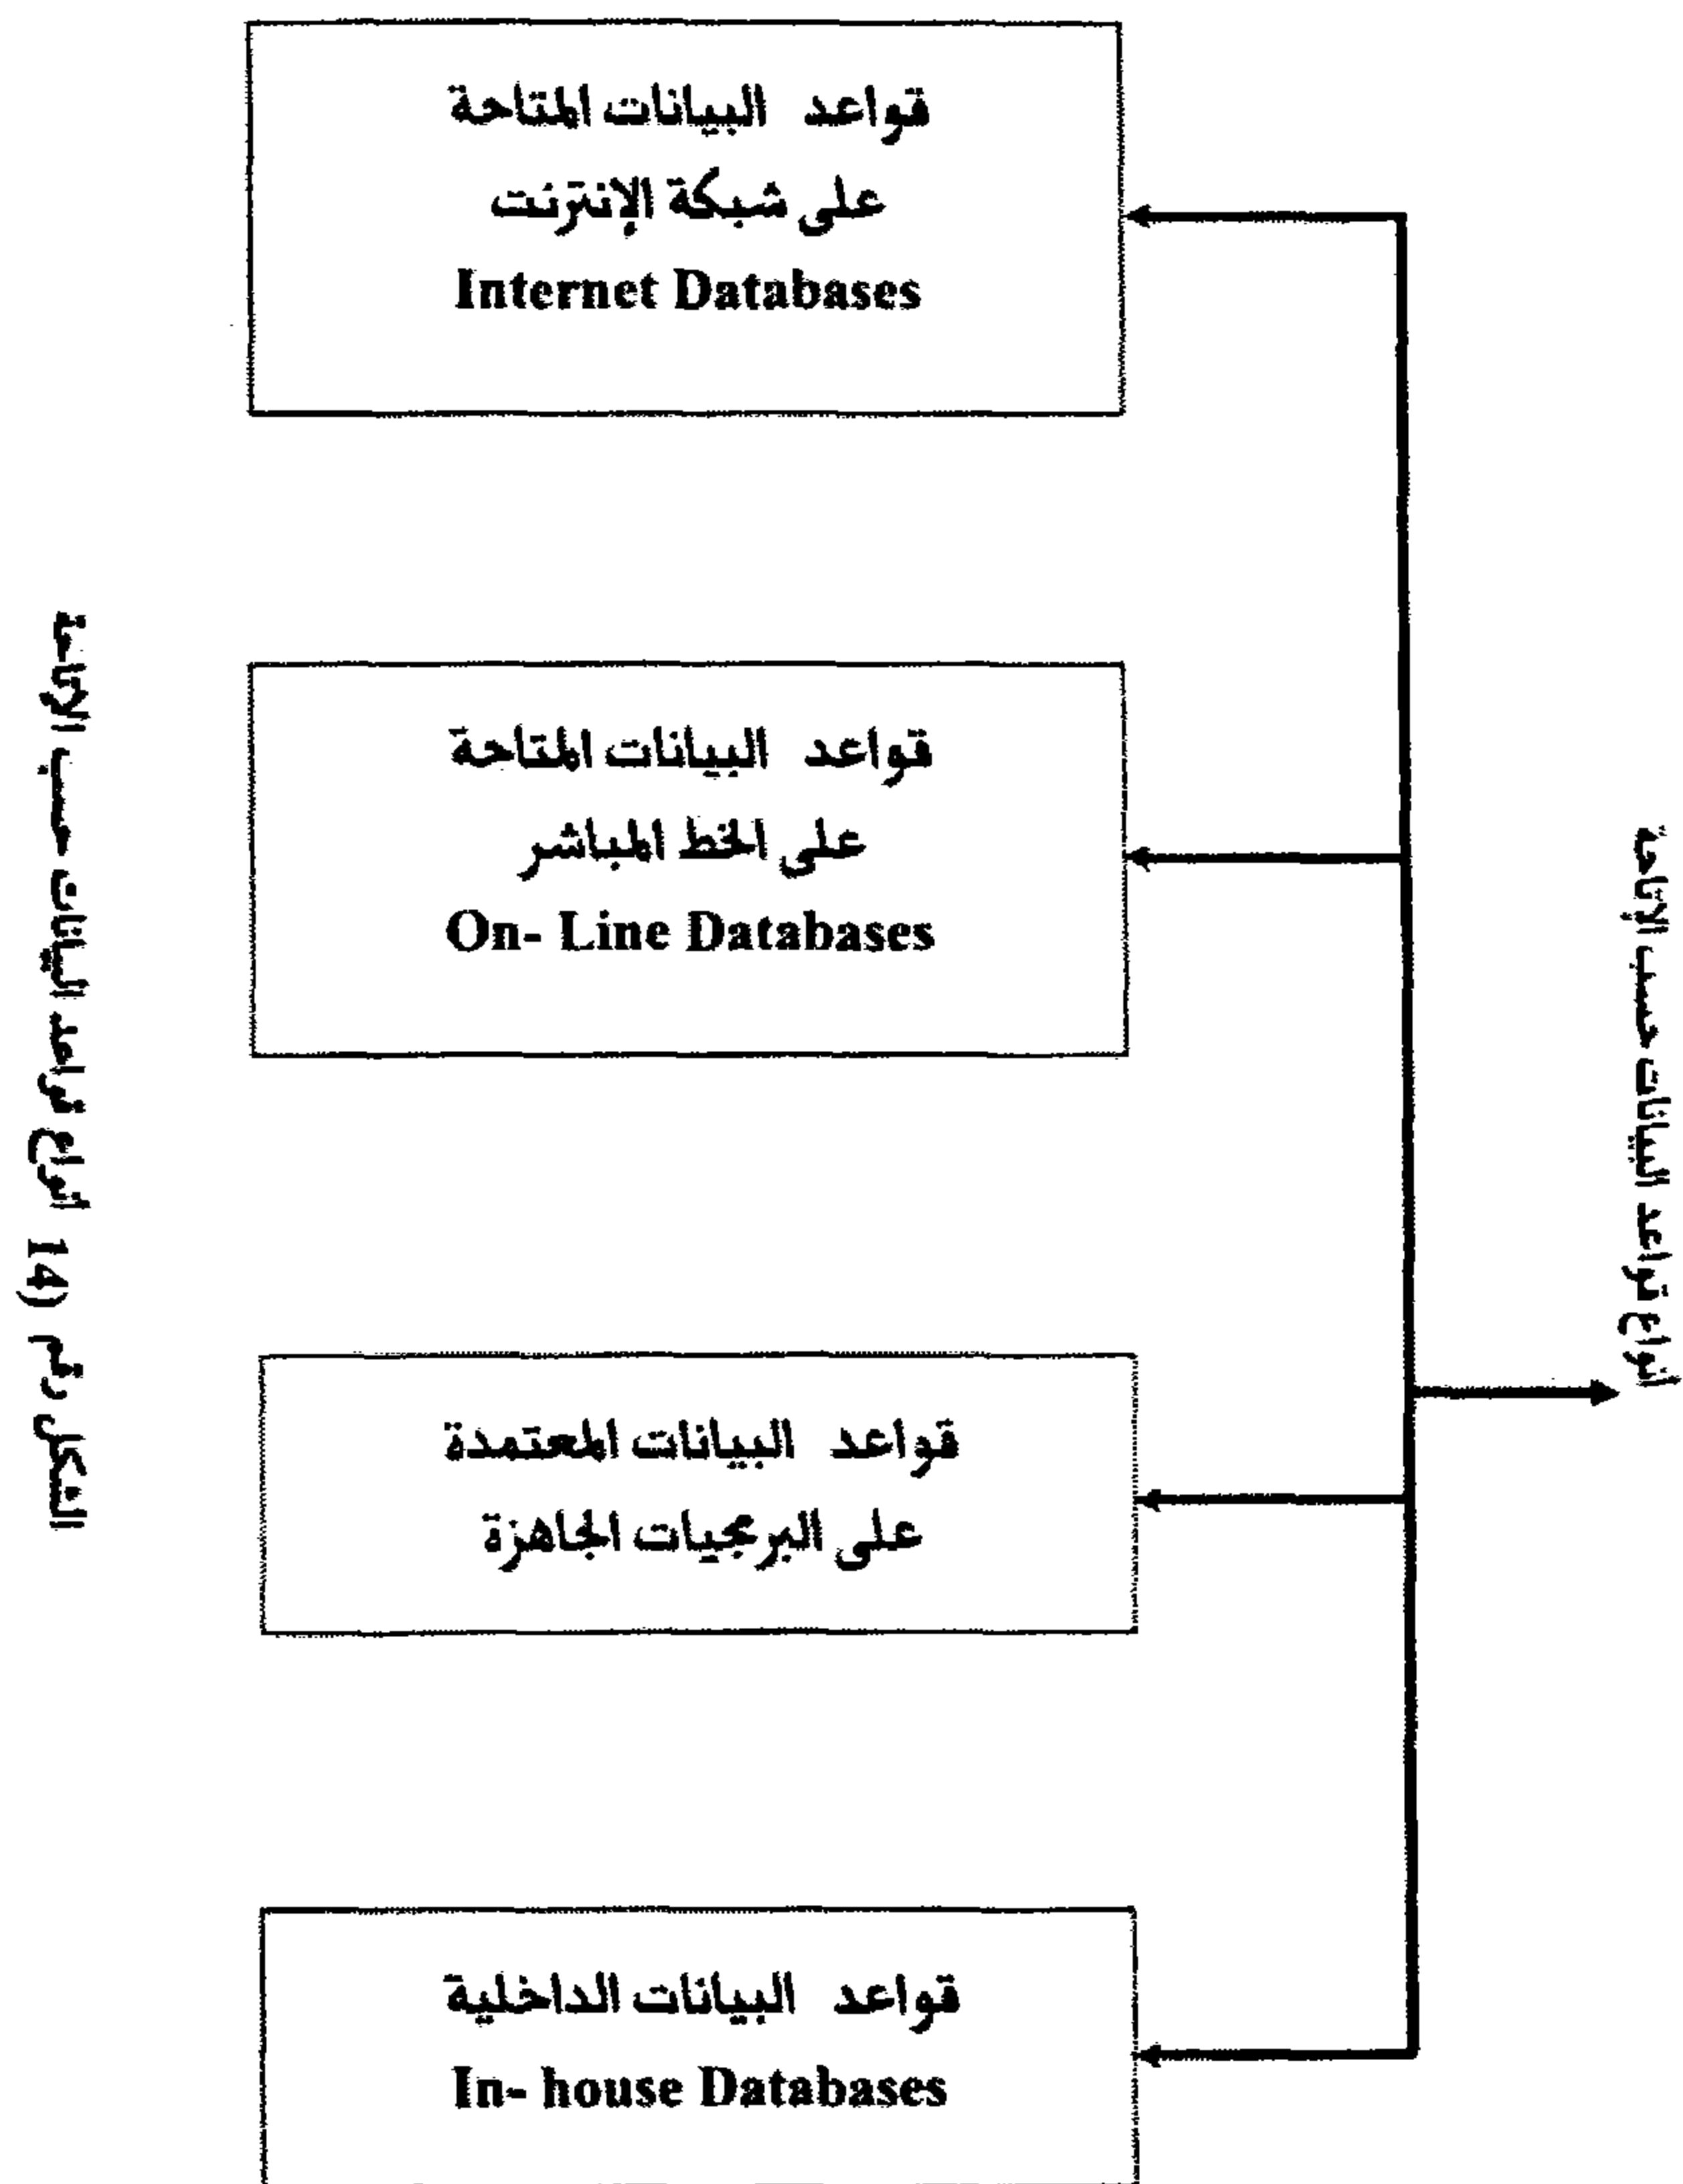 أنواع قواعد البيانات حسب الإتاحة
قواعد البيانات المتاحة
على شبكة الإنترنت
Internet Databases
قواعد البيانات المتاحة
على الخط المباشر
On- Line Databases
قواعد البيانات المعتمدة
على البرمجيات الجاهزة
قواعد البيانات الداخلية
In- house Databases
الشكل رقم (14 أنواع قواعد البيانات حسب الإتاحة